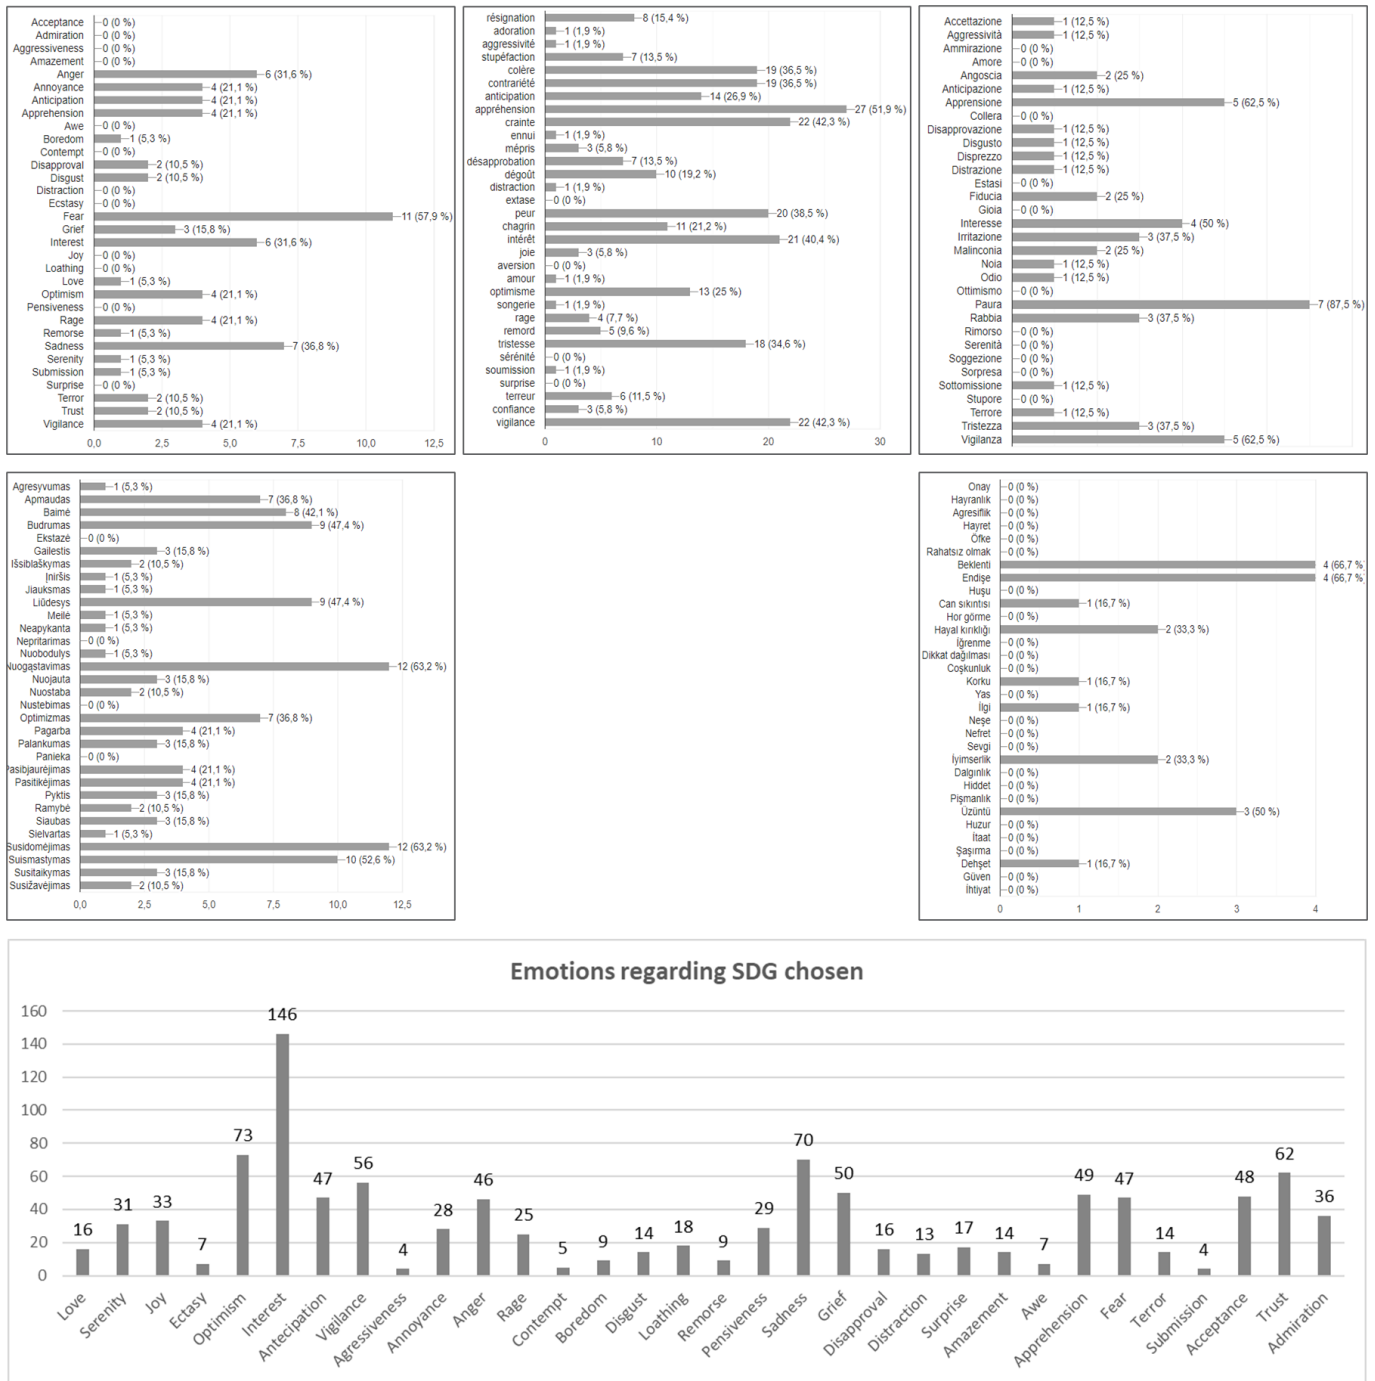 Acceptance 0 (0 %)
Admiration 0 (0 %)
Aggressiveness 0 (0 %)
Amazement 0 (0 %)
Anger 6 (31,6 %)
Annoyance 4 (21,1 %)
Anticipation 4 (21,1 %)
Apprehension 4 (21,1 %)
Awe 0 (0 %)
Boredom 1 (5,3 %)
Contempt 0 (0 %)
Disapproval 2 (10,5 %)
Disgust 2 (10,5 %)
Distraction 0 (0 %)
Ecstasy 0 (0 %)
Fear 11 (57,9 %)
Grief 3 (15,8 %)
Interest 6 (31,6 %)
Joy 0 (0 %)
Loathing 0 (0 %)
Love 1 (5,3 %)
Optimism 4 (21,1 %)
Pensiveness 0 (0 %)
Rage 4 (21,1 %)
Remorse 1 (5,3 %)
Sadness 7 (36,8 %)
Serenity 1 (5,3 %)
Submission 1 (5,3 %)
Surprise 0 (0 %)
Terror 2 (10,5 %)
Trust 2 (10,5 %)
Vigilance 4 (21,1 %)
0,0 2,5 5,0 7,5 10,0 12,5
résignation 8 (15,4 %)
adoration 1 (1,9 %)
aggressivité 1 (1,9 %)
stupéfaction 7 (13,5 %)
colère 19 (36,5 %)
contrariété 19 (36,5 %)
anticipation 14 (26,9 %)
appréhension 27 (51,9 %)
crainte 22 (42,3 %)
ennui 1 (1,9 %)
mépris 3 (5,8 %)
désapprobation 7 (13,5 %)
dégoût 10 (19,2 %)
distraction 1 (1,9 %)
extase 0 (0 %)
peur 20 (38,5 %)
chagrin 11 (21,2 %)
intérêt 21 (40,4 %)
joie 3 (5,8 %)
aversion 0 (0 %)
amour 1 (1,9 %)
optimisme 13 (25 %)
songerie 1 (1,9 %)
rage 4 (7,7 %)
remord 5 (9,6 %)
tristesse 18 (34,6 %)
sérénité 0 (0 %)
soumission 1 (1,9 %)
surprise 0 (0 %)
terreur 6 (11,5 %)
confiance 3 (5,8 %)
vigilance 22 (42,3 %)
0 10 20 30
Accettazione 1 (12,5 %)
Aggressività 1 (12,5 %)
Ammirazione 0 (0 %)
Amore 0 (0 %)
Angoscia 2 (25 %)
Anticipazione 1 (12,5 %)
Apprensione 5 (62,5 %)
Collera 0 (0 %)
Disapprovazione 1 (12,5 %)
Disgusto 1 (12,5 %)
Disprezzo 1 (12,5 %)
Distrazione 1 (12,5 %)
Estasi 0 (0 %)
Fiducia 2 (25 %)
Gioia 0 (0 %)
Interesse 4 (50 %)
Irritazione 3 (37,5 %)
Malinconia 2 (25 %)
Noia 1 (12,5 %)
Odio 1 (12,5 %)
Ottimismo 0 (0 %)
Paura 7 (87,5 %)
Rabbia 3 (37,5 %)
Rimorso 0 (0 %)
Serenità 0 (0 %)
Soggezione 0 (0 %)
Sorpresa 0 (0 %)
Sottomissione 1 (12,5 %)
Stupore 0 (0 %)
Terrore 1 (12,5 %)
Tristezza 3 (37,5 %)
Vigilanza 5 (62,5 %)
Agresyvumas 1 (5,3 %)
Apmaudas 7 (36,8 %)
Baimė 8 (42,1 %)
Budrumas 9 (47,4 %)
Ekstazė 0 (0 %)
Gailestis 3 (15,8 %)
Išsiblaškymas 2 (10,5 %)
Įniršis 1 (5,3 %)
Jiauksmas 1 (5,3 %)
Liūdesys 9 (47,4 %)
Meilė 1 (5,3 %)
Neapykanta 1 (5,3 %)
Nepritarimas 0 (0 %)
Nuobodulys 1 (5,3 %)
Nuogąstavimas 12 (63,2 %)
Nuojauta 3 (15,8 %)
Nuostaba 2 (10,5 %)
Nustebimas 0 (0 %)
Optimizmas 7 (36,8 %)
Pagarba 4 (21,1 %)
Palankumas 3 (15,8 %)
Panieka 0 (0 %)
Pasibjaurėjimas 4 (21,1 %)
Pasitikėjimas 4 (21,1 %)
Pyktis 3 (15,8 %)
Ramybė 2 (10,5 %)
Siaubas 3 (15,8 %)
Sielvartas 1 (5,3 %)
Susidomėjimas 12 (63,2 %)
Suismastymas 10 (52,6 %)
Susitaikymas 3 (15,8 %)
Susižavėjimas 2 (10,5 %)
0,0 2,5 5,0 7,5 10,0 12,5
Onay 0 (0 %)
Hayranlık 0 (0 %)
Agresiflik 0 (0 %)
Hayret 0 (0 %)
Öfke 0 (0 %)
Rahatsız olmak 0 (0 %)
Beklenti 4 (66,7 %
Endişe 4 (66,7 %
Huşu 0 (0 %)
Can sıkıntısı 1 (16,7 %)
Hor görme 0 (0 %)
Hayal kırıklığı 2 (33,3 %)
İğrenme 0 (0 %)
Dikkat dağılması 0 (0 %)
Coşkunluk 0 (0 %)
Korku 1 (16,7 %)
Yas 0 (0 %)
İlgi 1 (16,7 %)
Neşe 0 (0 %)
Nefret 0 (0 %)
Sevgi 0 (0 %)
İyimserlik 2 (33,3 %)
Dalgınlık 0 (0 %)
Hiddet 0 (0 %)
Pişmanlık 0 (0 %)
Üzüntü 3 (50 %)
Huzur 0 (0 %)
İtaat 0 (0 %)
Şaşırma 0 (0 %)
Dehşet 1 (16,7 %)
Güven 0 (0 %)
İhtiyat 0 (0 %)
0 1 2 3 4
Emotions regarding SDG chosen
160
140
120
100
80
60
40
20
0
16 31 33 7 73 146 47 56 4 28 46 25 5 9 14 18 9 29 70 50 16 13 17 14 7 49 47 14 4 48 62 36
Love Serenity Joy Ectasy Optimism Interest Antecipation Vigilance Agressiveness Annoyance Anger Rage Contempt Boredom Disgust Loathing Remorse Pensiveness Sadness Grief Disapproval Distraction Surprise Amazement Awe Apprehension Fear Terror Submission Acceptance Trust Admiration